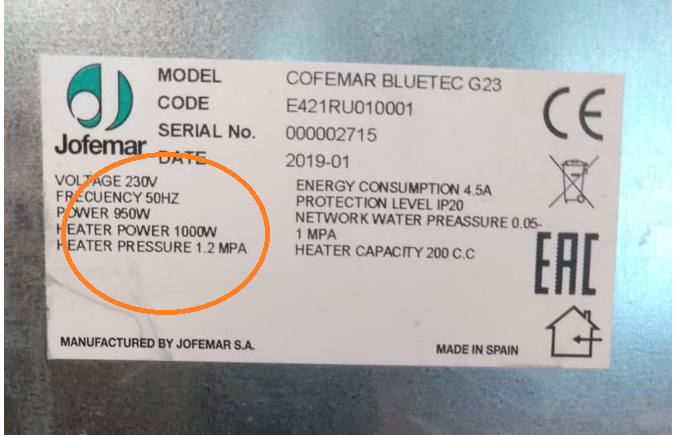 Jofemar
MODEL COFEMAR BLUETEC G23
CODE E421RU010001
SERIAL No. 000002715
DATE 2019-01
VOLTAGE 230V
FRECUENCY 50HZ
POWER 950W
HEATER POWER 1000W
HEATER PRESSURE 1.2 MPA
ENERGY CONSUMPTION 4.5A
PROTECTION LEVEL IP20
NETWORK WATER PREASSURE 0.05-
1 MPA
HEATER CAPACITY 200 C.C
CE
EAC
MANUFACTURED BY JOFEMAR S.A.
MADE IN SPAIN